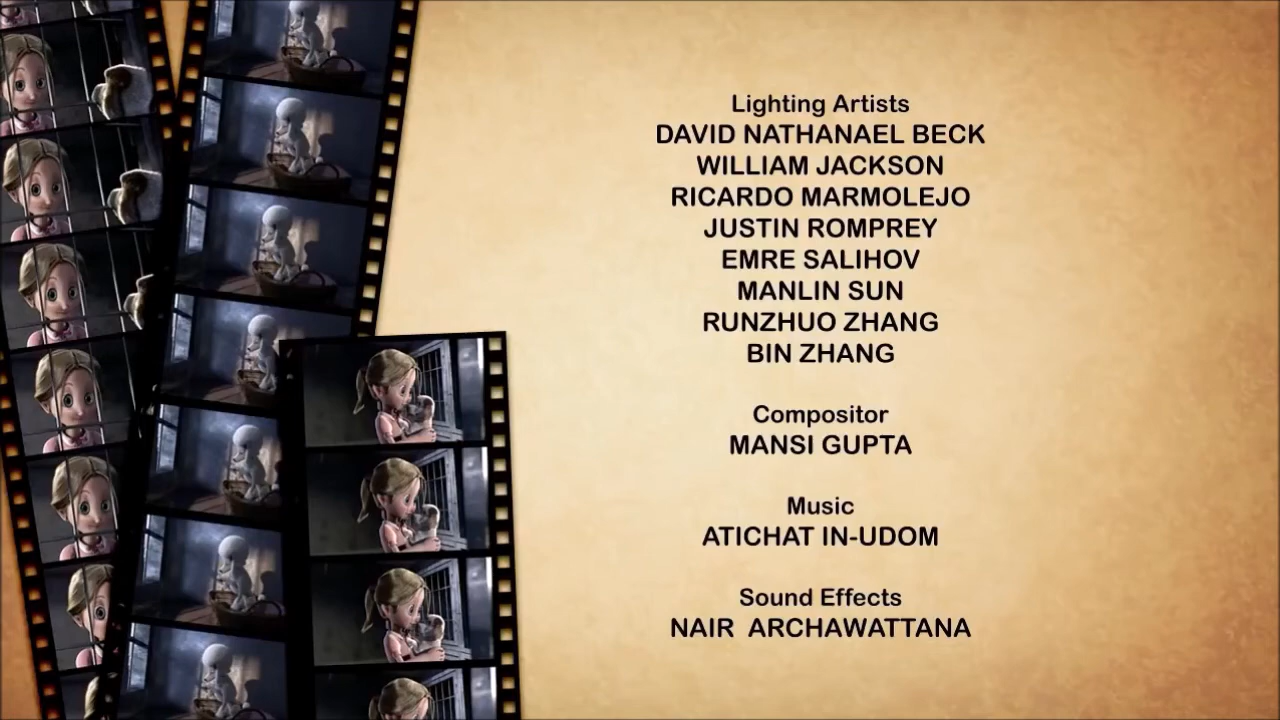 Lighting Artists
DAVID NATHANAEL BECK
WILLIAM JACKSON
RICARDO MARMOLEJO
JUSTIN ROMPREY
EMRE SALIHOV
MANLIN SUN
RUNZHUO ZHANG
BIN ZHANG
Compositor
MANSI GUPTA
Music
ATICHAT IN-UDOM
Sound Effects
NAIR ARCHAWATTANA